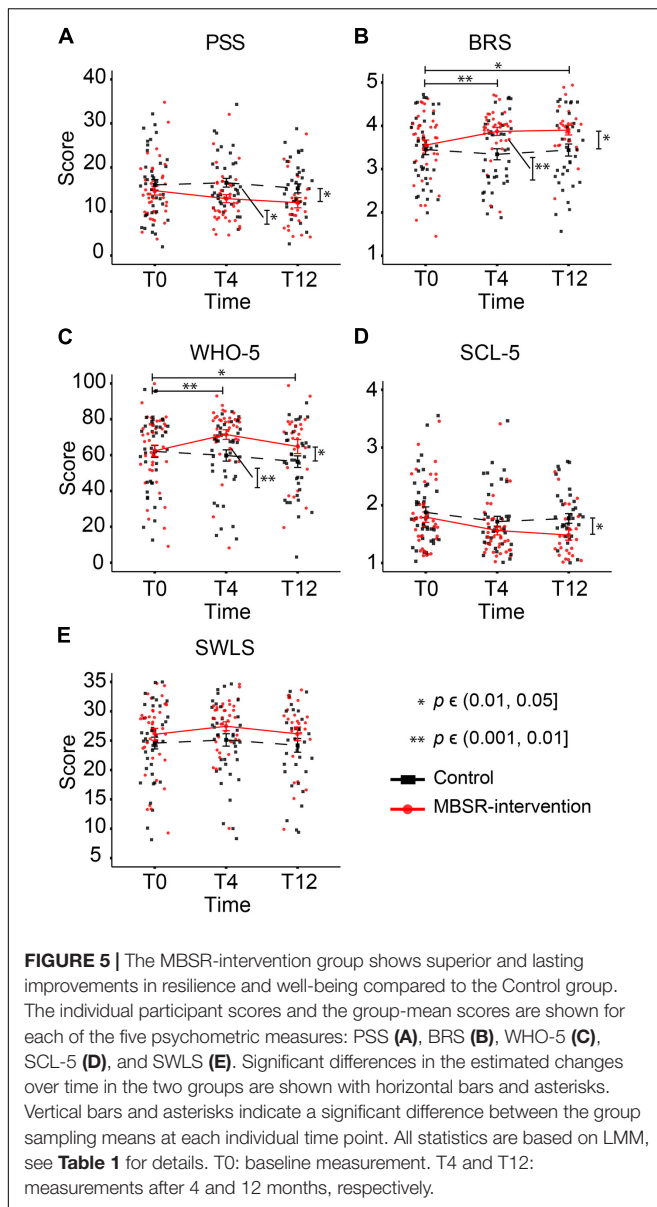 A
PSS
40
30
20
10
0
Score
*
*
T0 T4 T12
Time
B
BRS
5
4
3
2
1
*
**
*
**
T0 T4 T12
Time
C
WHO-5
100
80
60
40
20
0
Score
*
**
*
**
T0 T4 T12
Time
D
SCL-5
4
3
2
1
*
T0 T4 T12
Time
E
SWLS
35
30
25
25
15
10
5
Score
T0 T4 T12
Time
* p ϵ (0.01, 0.05]
** p ϵ (0.001, 0.01]
Control
MBSR-intervention
FIGURE 5 | The MBSR-intervention group shows superior and lasting
improvements in resilience and well-being compared to the Control group.
The individual participant scores and the group-mean scores are shown for
each of the five psychometric measures: PSS (A), BRS (B), WHO-5 (C),
SCL-5 (D), and SWLS (E). Significant differences in the estimated changes
over time in the two groups are shown with horizontal bars and asterisks.
Vertical bars and asterisks indicate a significant difference between the group
sampling means at each individual time point. All statistics are based on LMM,
see Table 1 for details. T0: baseline measurement. T4 and T12:
measurements after 4 and 12 months, respectively.